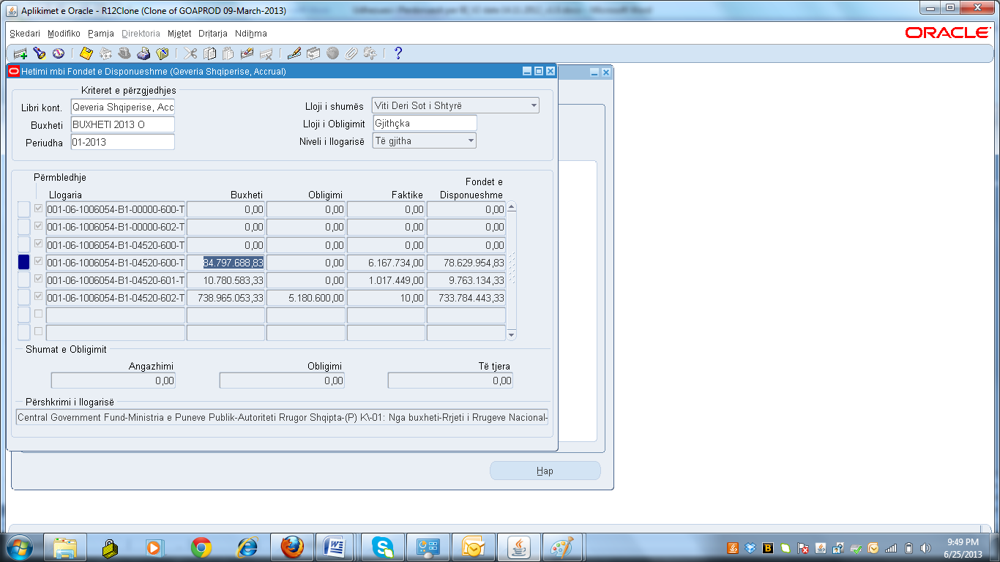 Aplikimet e Oracle - R12Clone (Clone of GOAPROD 09-March-2013)
Skedari Modifiko Pamja Direktoria Mjetet Dritarja Ndihma
ORACLE
Hetimi mbi Fondet e Disponueshme (Qeveria Shqiperise, Accrual)
Kriteret e përzgjedhjes
Libri kont. Qeveria Shqiperise, Acc Lloji i shumës Viti Deri Sot i Shtyrë
Buxheti BUXHETI 2013 O Lloji i Obligimit Gjithçka
Periudha 01-2013 Niveli i llogarisë Të gjitha
Përmbledhje
Llogaria Buxheti Obligimi Faktike Fondet e Disponueshme
001-06-1006054-B1-00000-600-T 0,00 0,00 0,00 0,00
001-06-1006054-B1-00000-602-T 0,00 0,00 0,00 0,00
001-06-1006054-B1-04520-600-T 0,00 0,00 0,00 0,00
001-06-1006054-B1-04520-600-T 84.797.688,83 0,00 6.167.734,00 78.629.954,83
001-06-1006054-B1-04520-601-T 10.780.583,33 0,00 1.017.449,00 9.763.134,33
001-06-1006054-B1-04520-602-T 738.965.053,33 5.180.600,00 10,00 733.784.443,33
Shumat e Obligimit
Angazhimi Obligimi Të tjera
0,00 0,00 0,00
Përshkrimi i llogarisë
Central Government Fund-Ministria e Puneve Publik-Autoriteti Rrugor Shqipta-(P) K\-01: Nga buxheti-Rrjeti i Rrugeve Nacional-
Hap
9:49 PM
6/25/2013